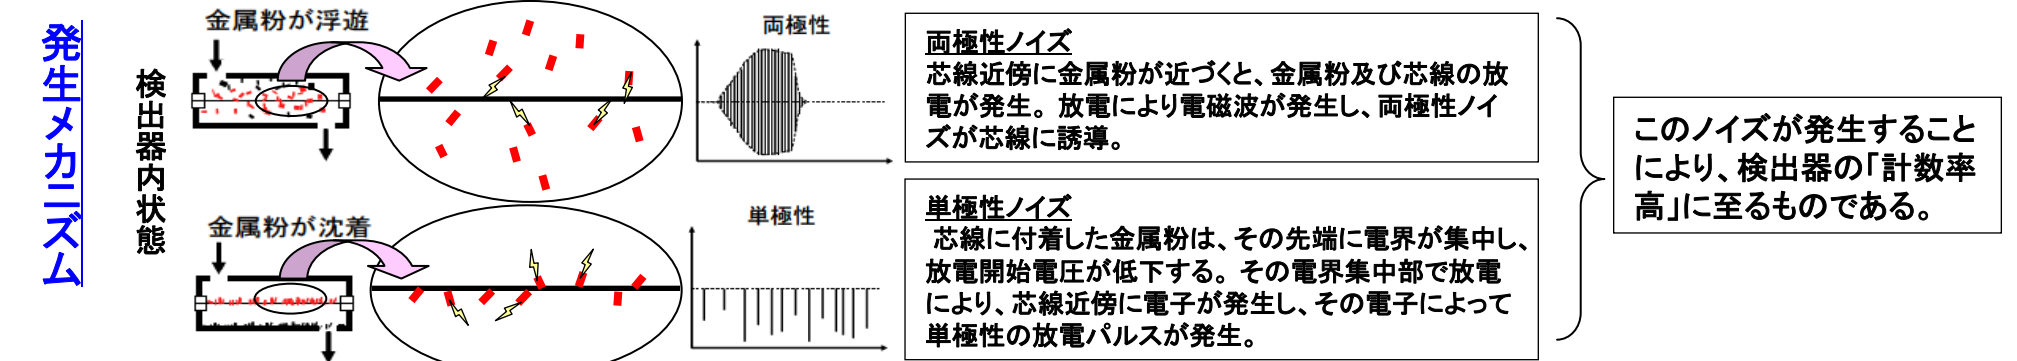 発生メカニズム
検出器内状態
金属粉が浮遊
両極性
両極性ノイズ
芯線近傍に金属粉が近づくと、金属粉及び芯線の放
電が発生。放電により電磁波が発生し、両極性ノイ
ズが芯線に誘導。
金属粉が沈着
単極性
単極性ノイズ
芯線に付着した金属粉は、その先端に電界が集中し、
放電開始電圧が低下する。その電界集中部で放電
により、芯線近傍に電子が発生し、その電子によって
単極性の放電パルスが発生。
このノイズが発生すること
により、検出器の「計数率
高」に至るものである。